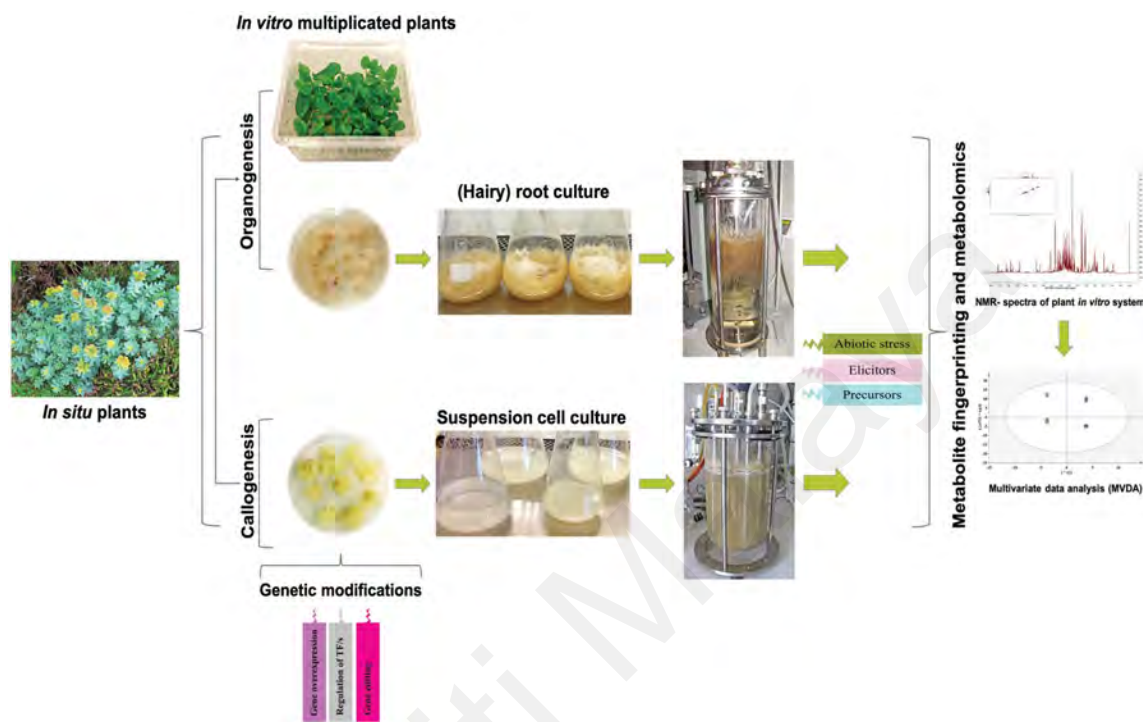 In vitro multiplicated plants
Organogenesis
(Hairy) root culture
In situ plants
Callogenesis
Suspension cell culture
Abiotic stress
Elicitors
Precursors
Genetic modifications
Gene overexpression
Regulation of TF/s
Gene editing
Metabolite fingerprinting and metabolomics
NMR- spectra of plant in vitro system
Multivariate data analysis (MVDA)